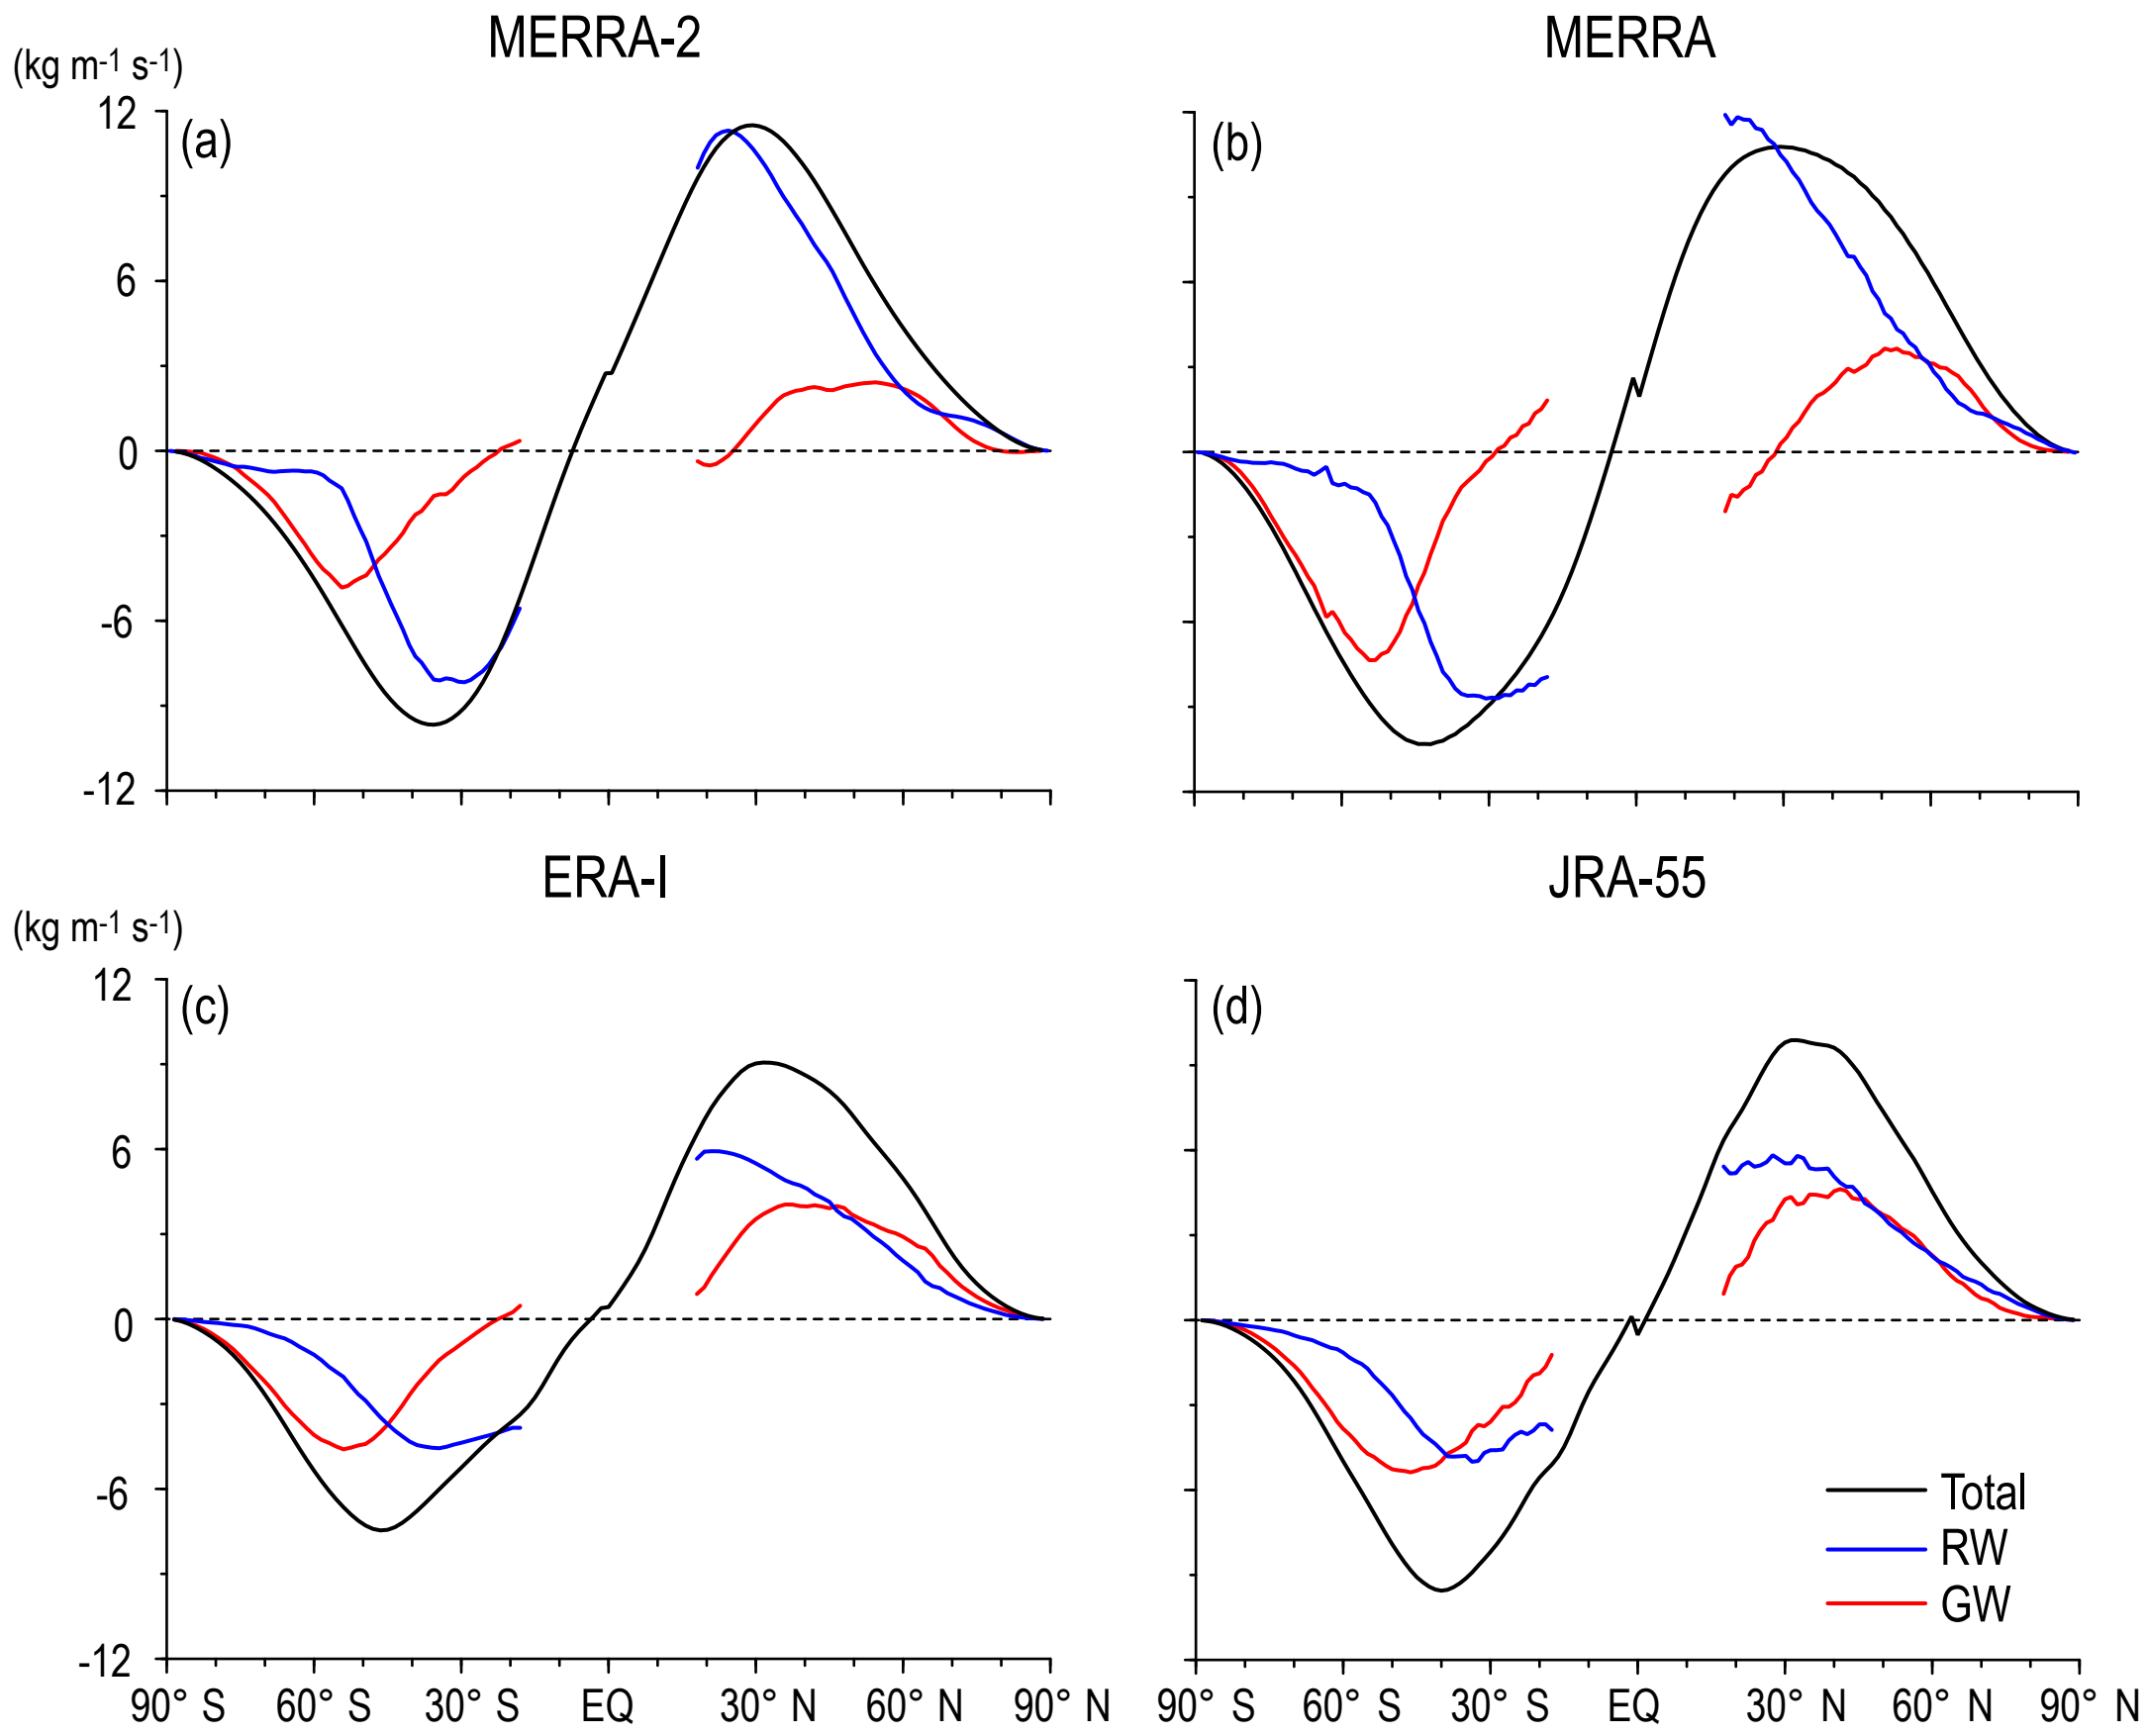 MERRA-2
MERRA
(kg m-1 s-1)
12
(a)
(b)
6
0
-6
-12
ERA-I
JRA-55
(kg m-1 s-1)
12
(c)
(d)
6
0
-6
Total
RW
GW
-12
90° S 60° S 30° S EQ 30° N 60° N 90° N 90° S 60° S 30° S EQ 30° N 60° N 90° N